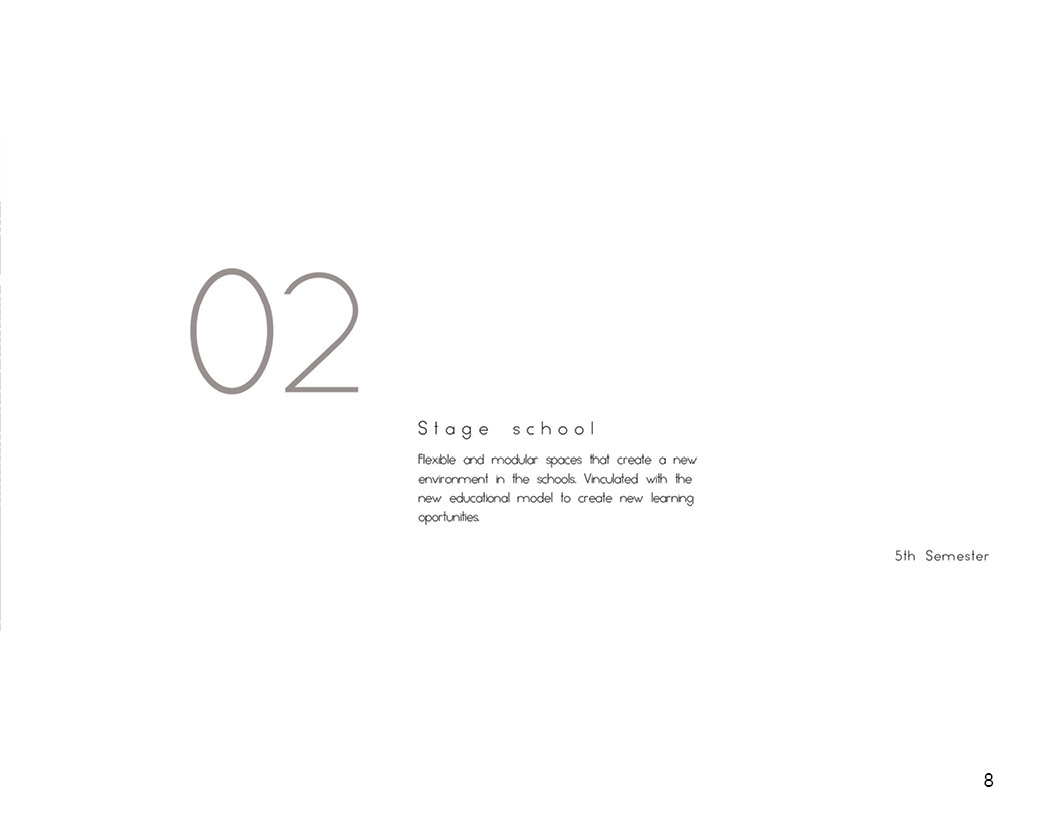 02
Stage school
Flexible and modular spaces that create a new
environment in the schools. Vinculated with the
new educational model to create new learning
oportunities.
5th Semester
8